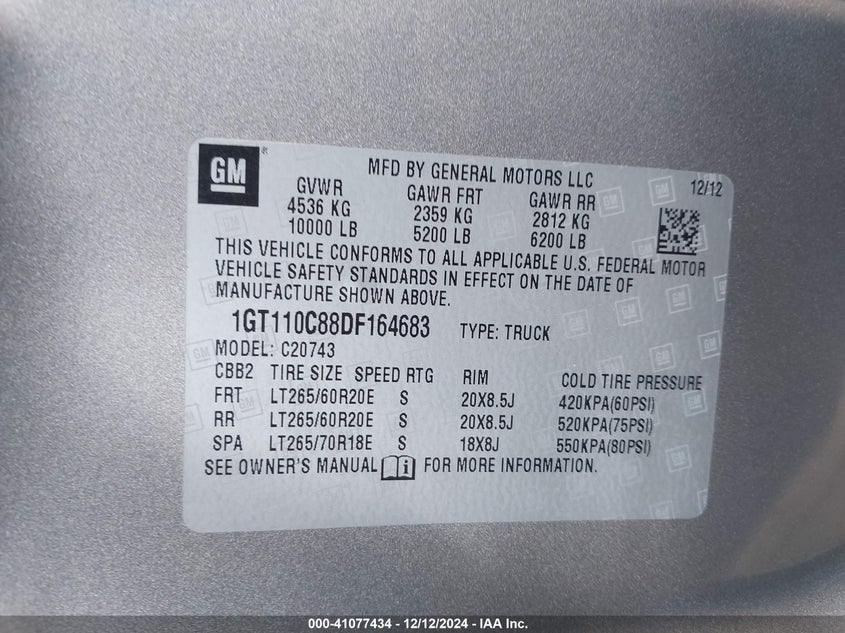 GM ®
MFD BY GENERAL MOTORS LLC
12/12
GVWR GAWR FRT GAWR RR
4536 KG 2359 KG 2812 KG
10000 LB 5200 LB 6200 LB
THIS VEHICLE CONFORMS TO ALL APPLICABLE U.S. FEDERAL MOTOR
VEHICLE SAFETY STANDARDS IN EFFECT ON THE DATE OF
MANUFACTURE SHOWN ABOVE.
1GT110C88DF164683 TYPE: TRUCK
MODEL: C20743
CBB2 TIRE SIZE SPEED RTG RIM COLD TIRE PRESSURE
FRT LT265/60R20E S 20X8.5J 420KPA(60PSI)
RR LT265/60R20E S 20X8.5J 520KPA(75PSI)
SPA LT265/70R18E S 18X8J 550KPA(80PSI)
SEE OWNER'S MANUAL i FOR MORE INFORMATION.
000-41077434 - 12/12/2024 - IAA Inc.